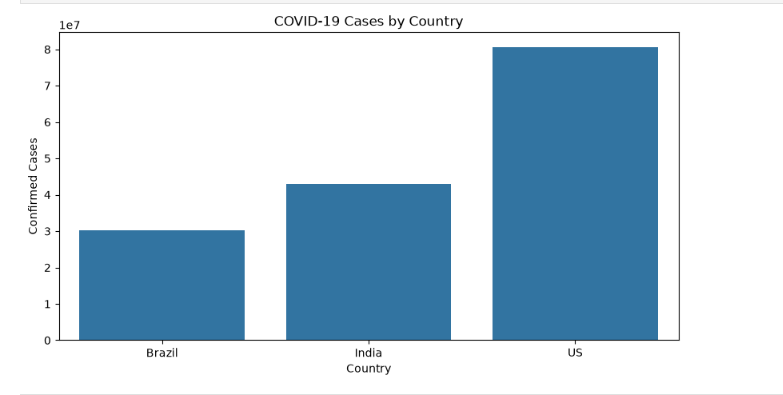 COVID-19 Cases by Country
1e7
8
7
6
5
4
3
2
1
0
Confirmed Cases
Brazil India US
Country